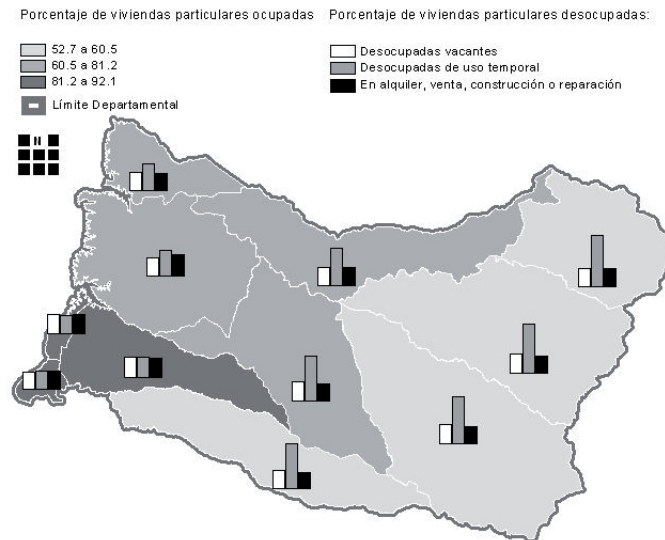 Porcentaje de viviendas particulares ocupadas
52.7 a 60.5
60.5 a 81.2
81.2 a 92.1
Límite Departamental
N
Porcentaje de viviendas particulares desocupadas:
Desocupadas vacantes
Desocupadas de uso temporal
En alquiler, venta, construcción o reparación